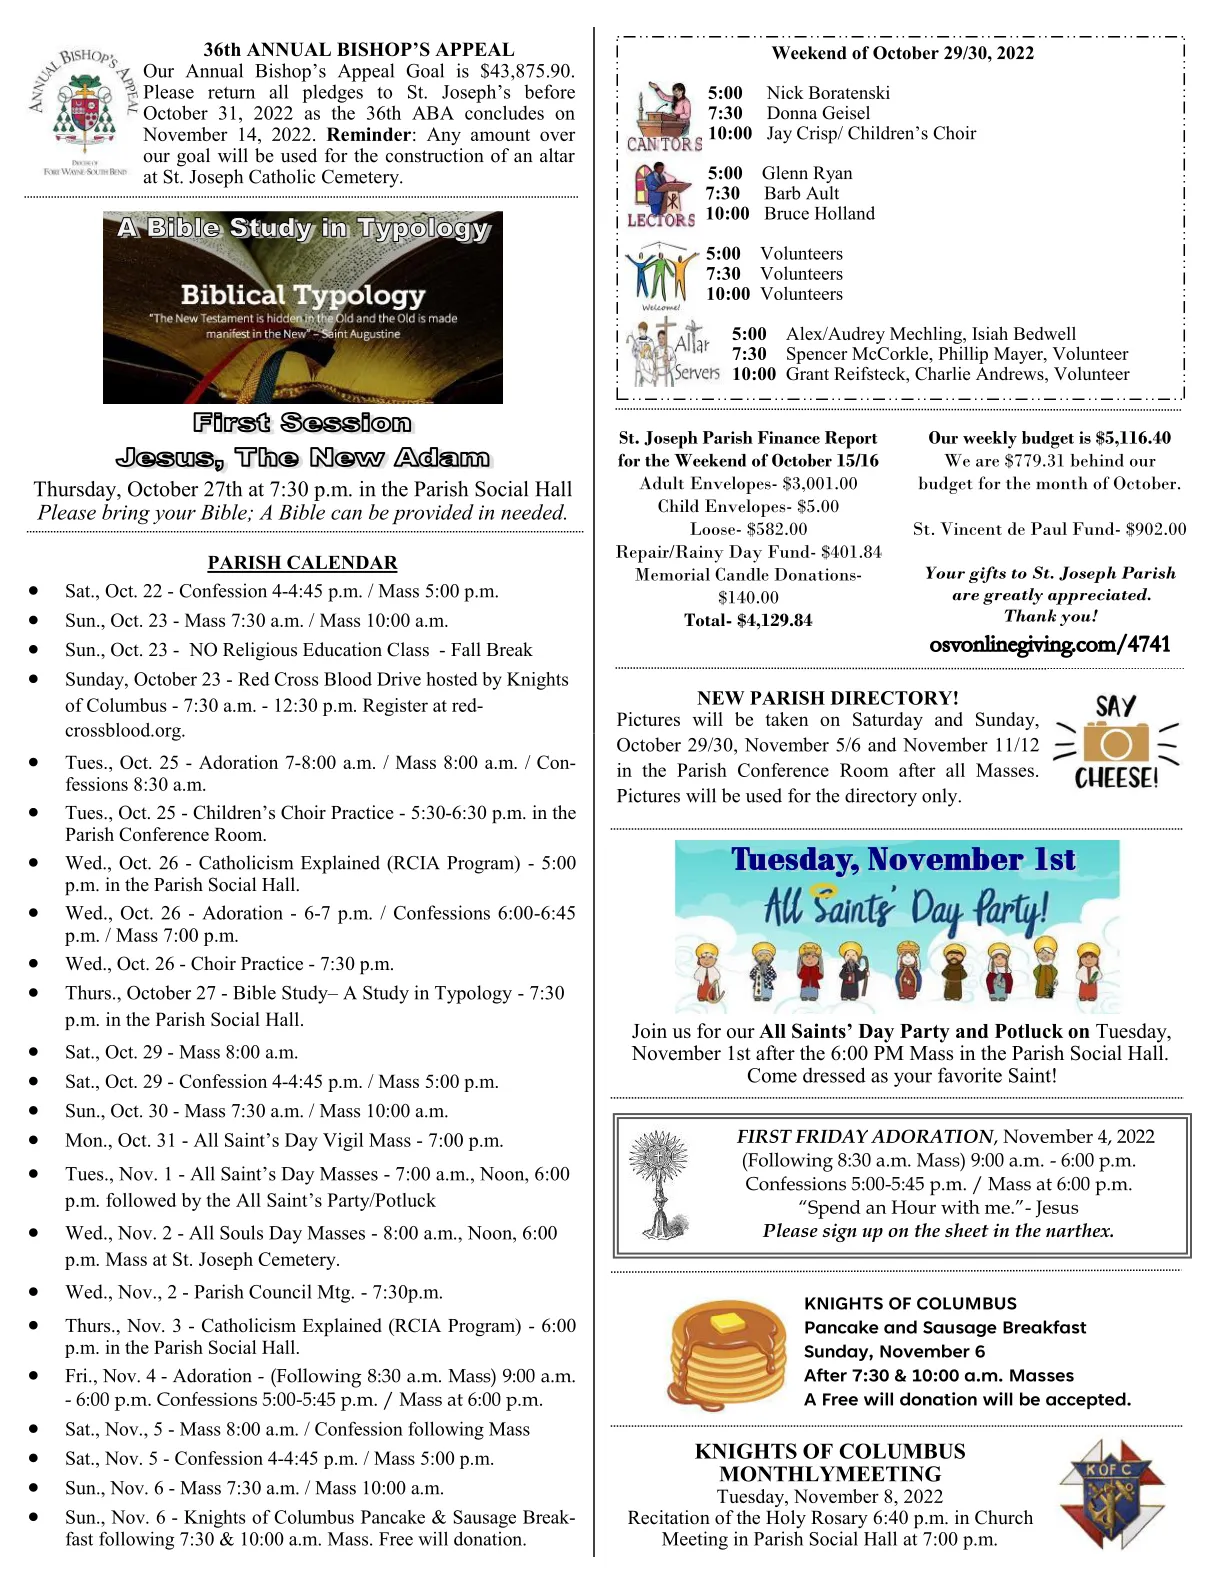 ANNUAL BISHOP'S APPEAL
DIOCESE OF
FORT WAYNE-SOUTH BEND
36th ANNUAL BISHOP'S APPEAL
Our Annual Bishop's Appeal Goal is $43,875.90.
Please return all pledges to St. Joseph's before
October 31, 2022 as the 36th ABA concludes on
November 14, 2022. Reminder: Any amount over
our goal will be used for the construction of an altar
at St. Joseph Catholic Cemetery.
A Bible Study in Typology
Biblical Typology
"The New Testament is hidden in the Old and the Old is made
manifest in the New" - Saint Augustine
First Session
Jesus, The New Adam
Thursday, October 27th at 7:30 p.m. in the Parish Social Hall
Please bring your Bible; A Bible can be provided in needed.
PARISH CALENDAR
● Sat., Oct. 22 - Confession 4-4:45 p.m. / Mass 5:00 p.m.
● Sun., Oct. 23 - Mass 7:30 a.m. / Mass 10:00 a.m.
● Sun., Oct. 23 - NO Religious Education Class - Fall Break
● Sunday, October 23 - Red Cross Blood Drive hosted by Knights
of Columbus - 7:30 a.m. - 12:30 p.m. Register at red-
crossblood.org.
● Tues., Oct. 25 - Adoration 7-8:00 a.m. / Mass 8:00 a.m. / Con-
fessions 8:30 a.m.
● Tues., Oct. 25 - Children's Choir Practice - 5:30-6:30 p.m. in the
Parish Conference Room.
● Wed., Oct. 26 - Catholicism Explained (RCIA Program) - 5:00
p.m. in the Parish Social Hall.
● Wed., Oct. 26 - Adoration - 6-7 p.m. / Confessions 6:00-6:45
p.m. / Mass 7:00 p.m.
● Wed., Oct. 26 - Choir Practice - 7:30 p.m.
● Thurs., October 27 - Bible Study– A Study in Typology - 7:30
p.m. in the Parish Social Hall.
● Sat., Oct. 29 - Mass 8:00 a.m.
● Sat., Oct. 29 - Confession 4-4:45 p.m. / Mass 5:00 p.m.
● Sun., Oct. 30 - Mass 7:30 a.m. / Mass 10:00 a.m.
● Mon., Oct. 31 - All Saint's Day Vigil Mass - 7:00 p.m.
● Tues., Nov. 1 - All Saint's Day Masses - 7:00 a.m., Noon, 6:00
p.m. followed by the All Saint's Party/Potluck
● Wed., Nov. 2 - All Souls Day Masses - 8:00 a.m., Noon, 6:00
p.m. Mass at St. Joseph Cemetery.
● Wed., Nov., 2 - Parish Council Mtg. - 7:30p.m.
● Thurs., Nov. 3 - Catholicism Explained (RCIA Program) - 6:00
p.m. in the Parish Social Hall.
● Fri., Nov. 4 - Adoration - (Following 8:30 a.m. Mass) 9:00 a.m.
- 6:00 p.m. Confessions 5:00-5:45 p.m. / Mass at 6:00 p.m.
● Sat., Nov., 5 - Mass 8:00 a.m. / Confession following Mass
● Sat., Nov. 5 - Confession 4-4:45 p.m. / Mass 5:00 p.m.
● Sun., Nov. 6 - Mass 7:30 a.m. / Mass 10:00 a.m.
● Sun., Nov. 6 - Knights of Columbus Pancake & Sausage Break-
fast following 7:30 & 10:00 a.m. Mass. Free will donation.
Weekend of October 29/30, 2022
CANTORS
5:00 Nick Boratenski
7:30 Donna Geisel
10:00 Jay Crisp/ Children's Choir
LECTORS
5:00 Glenn Ryan
7:30 Barb Ault
10:00 Bruce Holland
Welcome!
5:00 Volunteers
7:30 Volunteers
10:00 Volunteers
Altar
Servers
5:00 Alex/Audrey Mechling, Isiah Bedwell
7:30 Spencer McCorkle, Phillip Mayer, Volunteer
10:00 Grant Reifsteck, Charlie Andrews, Volunteer
St. Joseph Parish Finance Report
for the Weekend of October 15/16
Adult Envelopes- $3,001.00
Child Envelopes- $5.00
Loose- $582.00
Repair/Rainy Day Fund- $401.84
Memorial Candle Donations-
$140.00
Total- $4,129.84
Our weekly budget is $5,116.40
We are $779.31 behind our
budget for the month of October.
St. Vincent de Paul Fund- $902.00
Your gifts to St. Joseph Parish
are greatly appreciated.
Thank you!
osvonlinegiving.com/4741
NEW PARISH DIRECTORY!
Pictures will be taken on Saturday and Sunday,
October 29/30, November 5/6 and November 11/12
in the Parish Conference Room after all Masses.
Pictures will be used for the directory only.
SAY
CHEESE!
Tuesday, November 1st
All Saints' Day Party!
Join us for our All Saints' Day Party and Potluck on Tuesday,
November 1st after the 6:00 PM Mass in the Parish Social Hall.
Come dressed as your favorite Saint!
FIRST FRIDAY ADORATION, November 4, 2022
(Following 8:30 a.m. Mass) 9:00 a.m. - 6:00 p.m.
Confessions 5:00-5:45 p.m. / Mass at 6:00 p.m.
"Spend an Hour with me."- Jesus
Please sign up on the sheet in the narthex.
KNIGHTS OF COLUMBUS
Pancake and Sausage Breakfast
Sunday, November 6
After 7:30 & 10:00 a.m. Masses
A Free will donation will be accepted.
KNIGHTS OF COLUMBUS
MONTHLYMEETING
Tuesday, November 8, 2022
Recitation of the Holy Rosary 6:40 p.m. in Church
Meeting in Parish Social Hall at 7:00 p.m.
K OF C